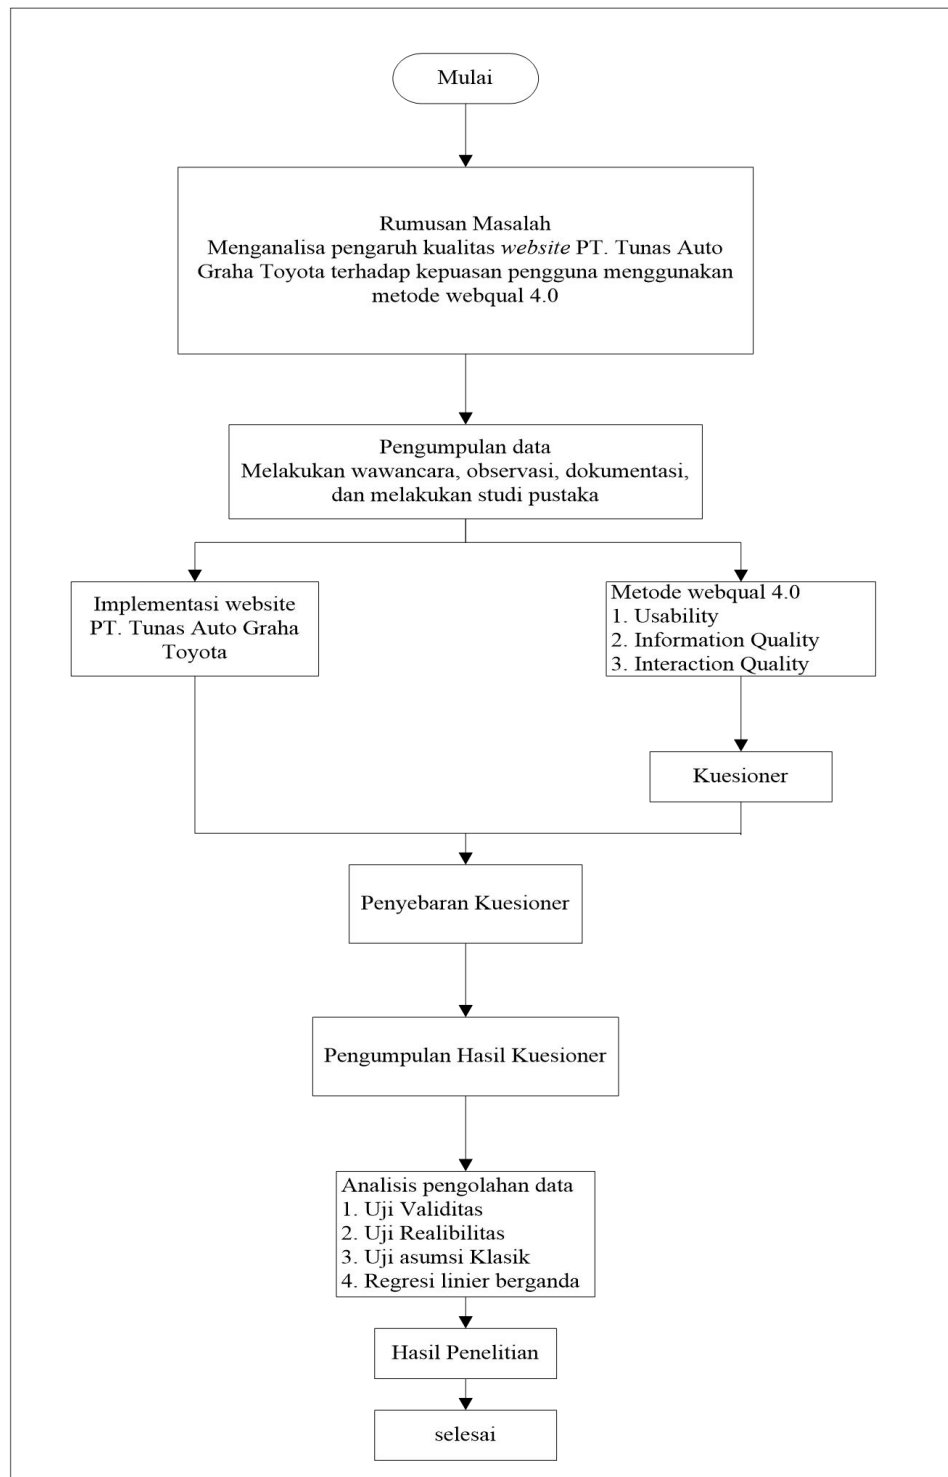 Mulai
Rumusan Masalah
Menganalisa pengaruh kualitas website PT. Tunas Auto
Graha Toyota terhadap kepuasan pengguna menggunakan
metode webqual 4.0
Pengumpulan data
Melakukan wawancara, observasi, dokumentasi,
dan melakukan studi pustaka
Implementasi website
PT. Tunas Auto Graha
Toyota
Metode webqual 4.0
1. Usability
2. Information Quality
3. Interaction Quality
Kuesioner
Penyebaran Kuesioner
Pengumpulan Hasil Kuesioner
Analisis pengolahan data
1. Uji Validitas
2. Uji Realibilitas
3. Uji asumsi Klasik
4. Regresi linier berganda
Hasil Penelitian
selesai